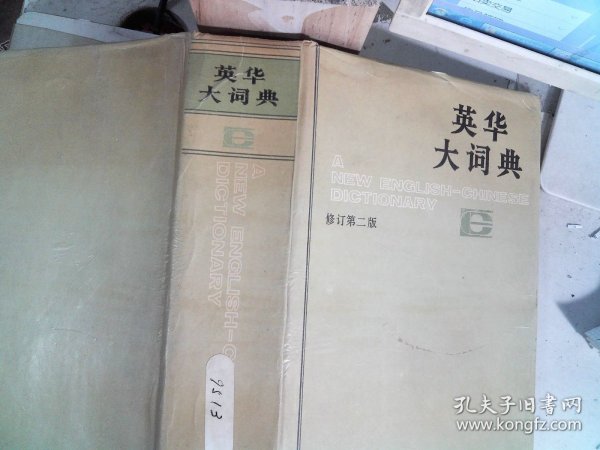 英华
大词典
A NEW ENGLISH-C
DICTIONARY
9513
英华
大词典
A
NEW ENGLISH-CHINESE
DICTIONARY
修订第二版
孔夫子旧书网
www.kongfz.com